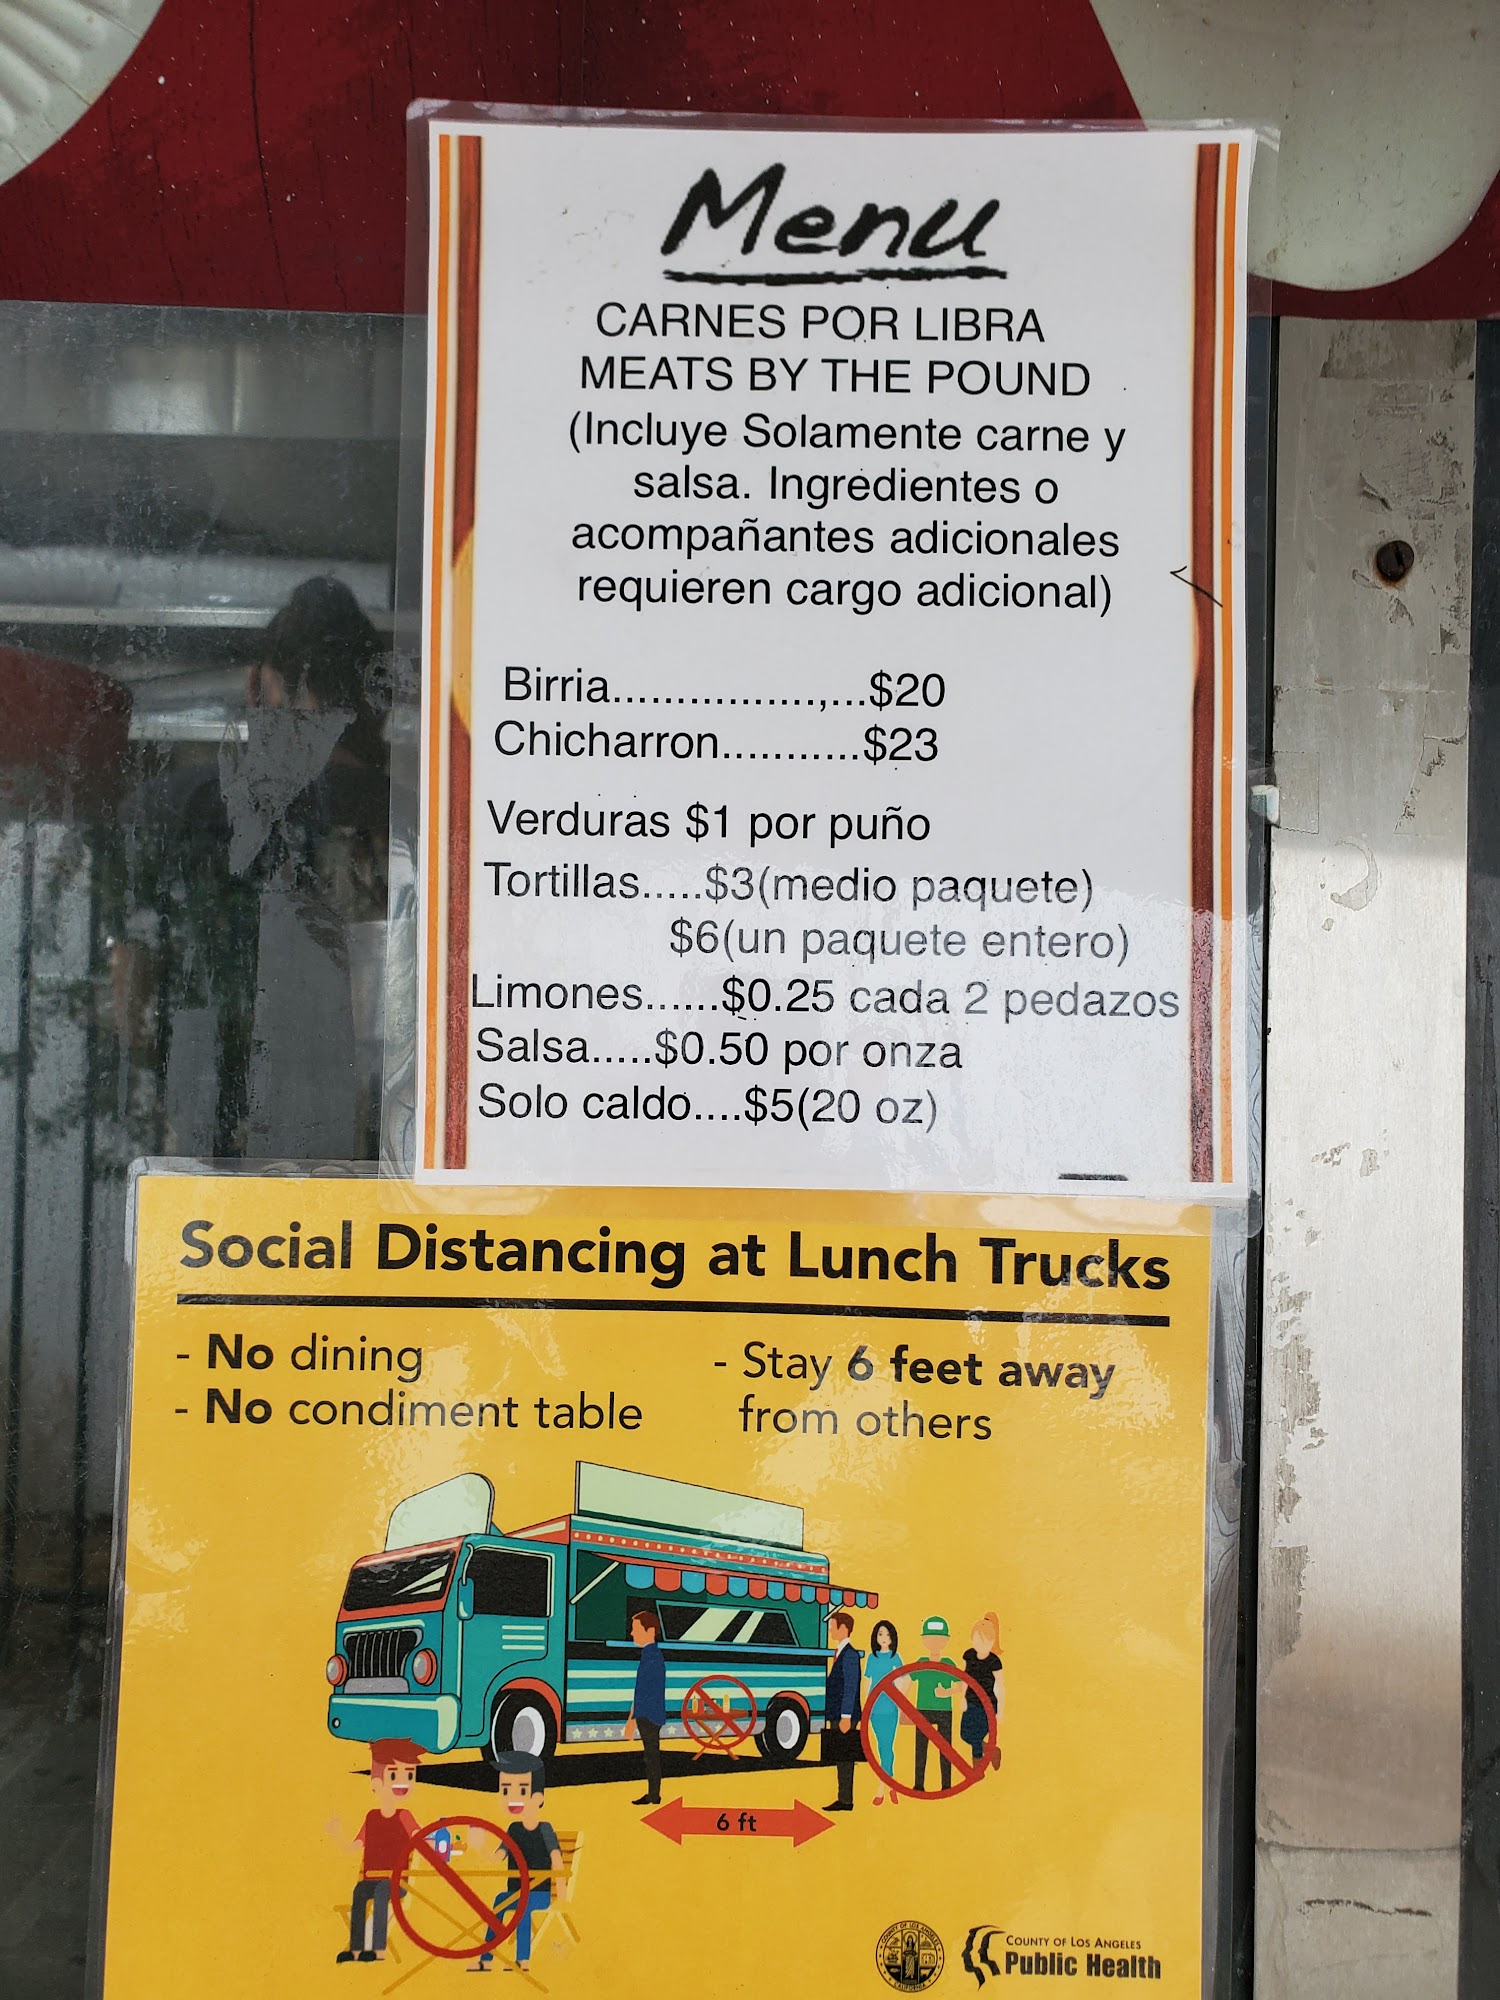 Menu
CARNES POR LIBRA
MEATS BY THE POUND
(Incluye Solamente carne y
salsa. Ingredientes o
acompañantes adicionales
requieren cargo adicional)
Birria................,...$20
Chicharron...........$23
Verduras $1 por puño
Tortillas.....$3(medio paquete)
$6(un paquete entero)
Limones......$0.25 cada 2 pedazos
Salsa.....$0.50 por onza
Solo caldo....$5(20 oz)
Social Distancing at Lunch Trucks
- No dining
- No condiment table
- Stay 6 feet away
from others
6 ft
COUNTY OF LOS ANGELES
Public Health